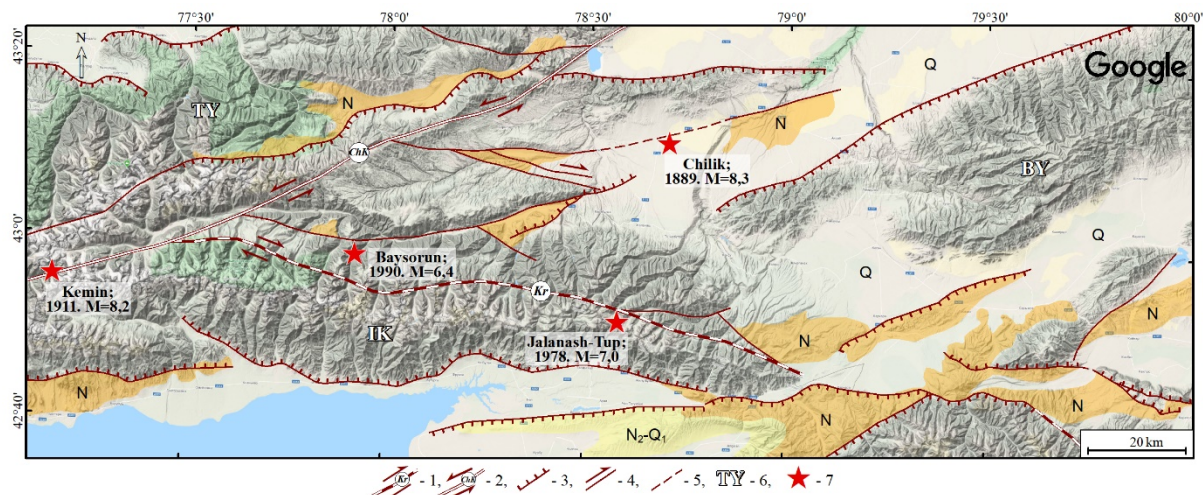 77°30' 78°0' 78°30' 79°0' 79°30' 80°0'
43°20'
N
Google
Q
TY
N
N
ChK
Chilik;
1889. M=8,3
BY
43°0'
Q
Baysorun;
1990. M=6,4
Kemin;
1911. M=8,2
Kr
Q
N
IK
Jalanash-Tup;
1978. M=7,0
N
N
42°40'
N
N
N2-Q1
20 km
Kr - 1, ChK - 2, - 3, - 4, - 5, TY - 6, - 7